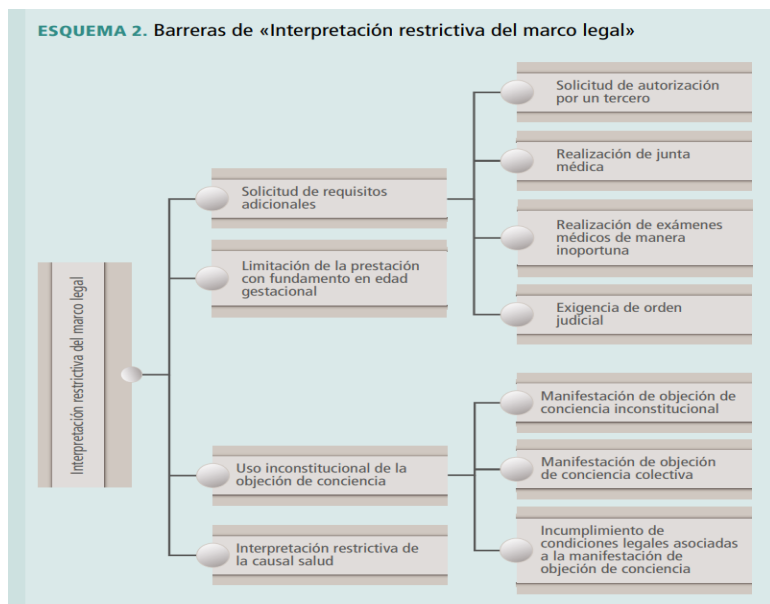 ESQUEMA 2. Barreras de «Interpretación restrictiva del marco legal»
Interpretación restrictiva del marco legal
Solicitud de requisitos
adicionales
Limitación de la prestación
con fundamento en edad
gestacional
Uso inconstitucional de la
objeción de conciencia
Interpretación restrictiva de
la causal salud
Solicitud de autorización
por un tercero
Realización de junta
médica
Realización de exámenes
médicos de manera
inoportuna
Exigencia de orden
judicial
Manifestación de objeción de
conciencia inconstitucional
Manifestación de objeción
de conciencia colectiva
Incumplimiento de
condiciones legales asociadas
a la manifestación de
objeción de conciencia